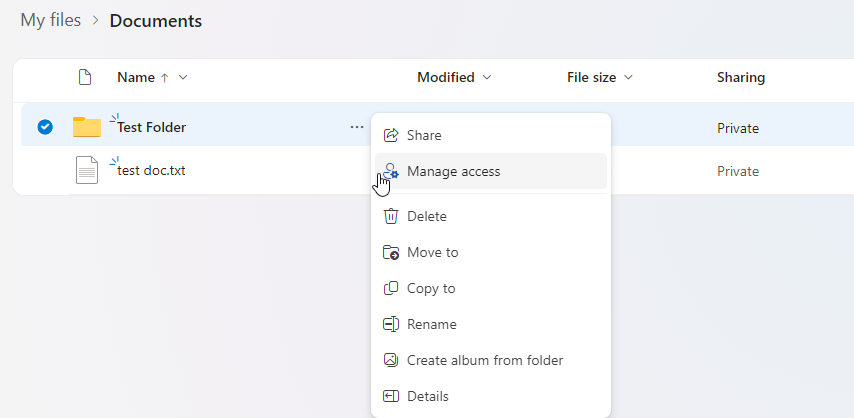 My files > Documents
Name ↑ Modified File size Sharing
Test Folder ... Private
test doc.txt Private
Share
Manage access
Delete
Move to
Copy to
Rename
Create album from folder
Details